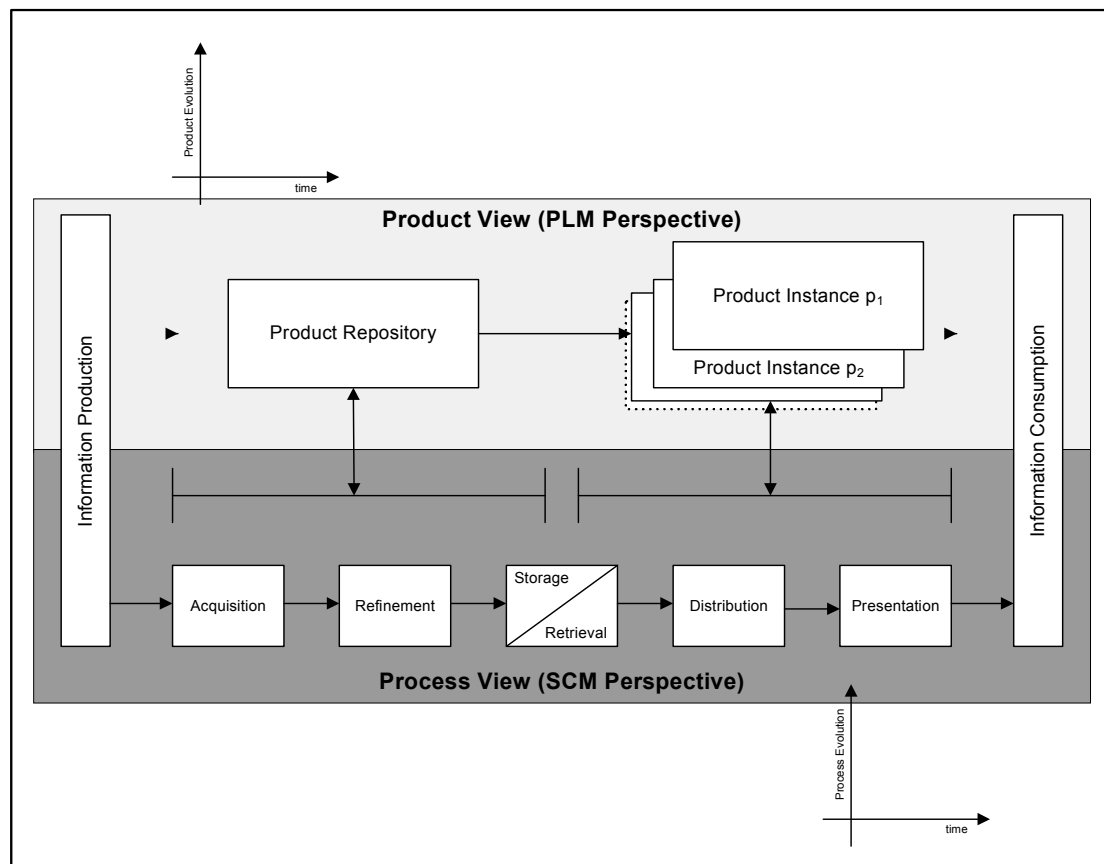 Product Evolution
time
Product View (PLM Perspective)
Information Production
Product Repository
Product Instance p₁
Product Instance p₂
Information Consumption
Acquisition
Refinement
Storage
Retrieval
Distribution
Presentation
Process View (SCM Perspective)
Process Evolution
time